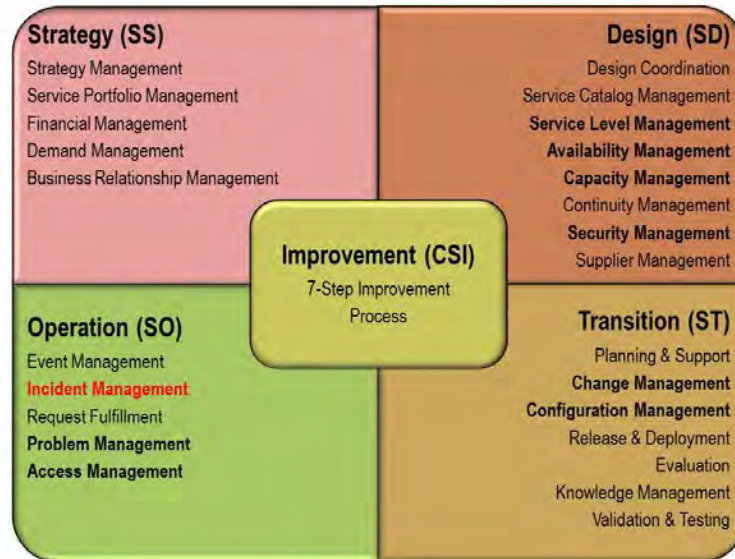 Strategy (SS)
Strategy Management
Service Portfolio Management
Financial Management
Demand Management
Business Relationship Management
Design (SD)
Design Coordination
Service Catalog Management
Service Level Management
Availability Management
Capacity Management
Continuity Management
Security Management
Supplier Management
Improvement (CSI)
7-Step Improvement
Process
Operation (SO)
Event Management
Incident Management
Request Fulfillment
Problem Management
Access Management
Transition (ST)
Planning & Support
Change Management
Configuration Management
Release & Deployment
Evaluation
Knowledge Management
Validation & Testing